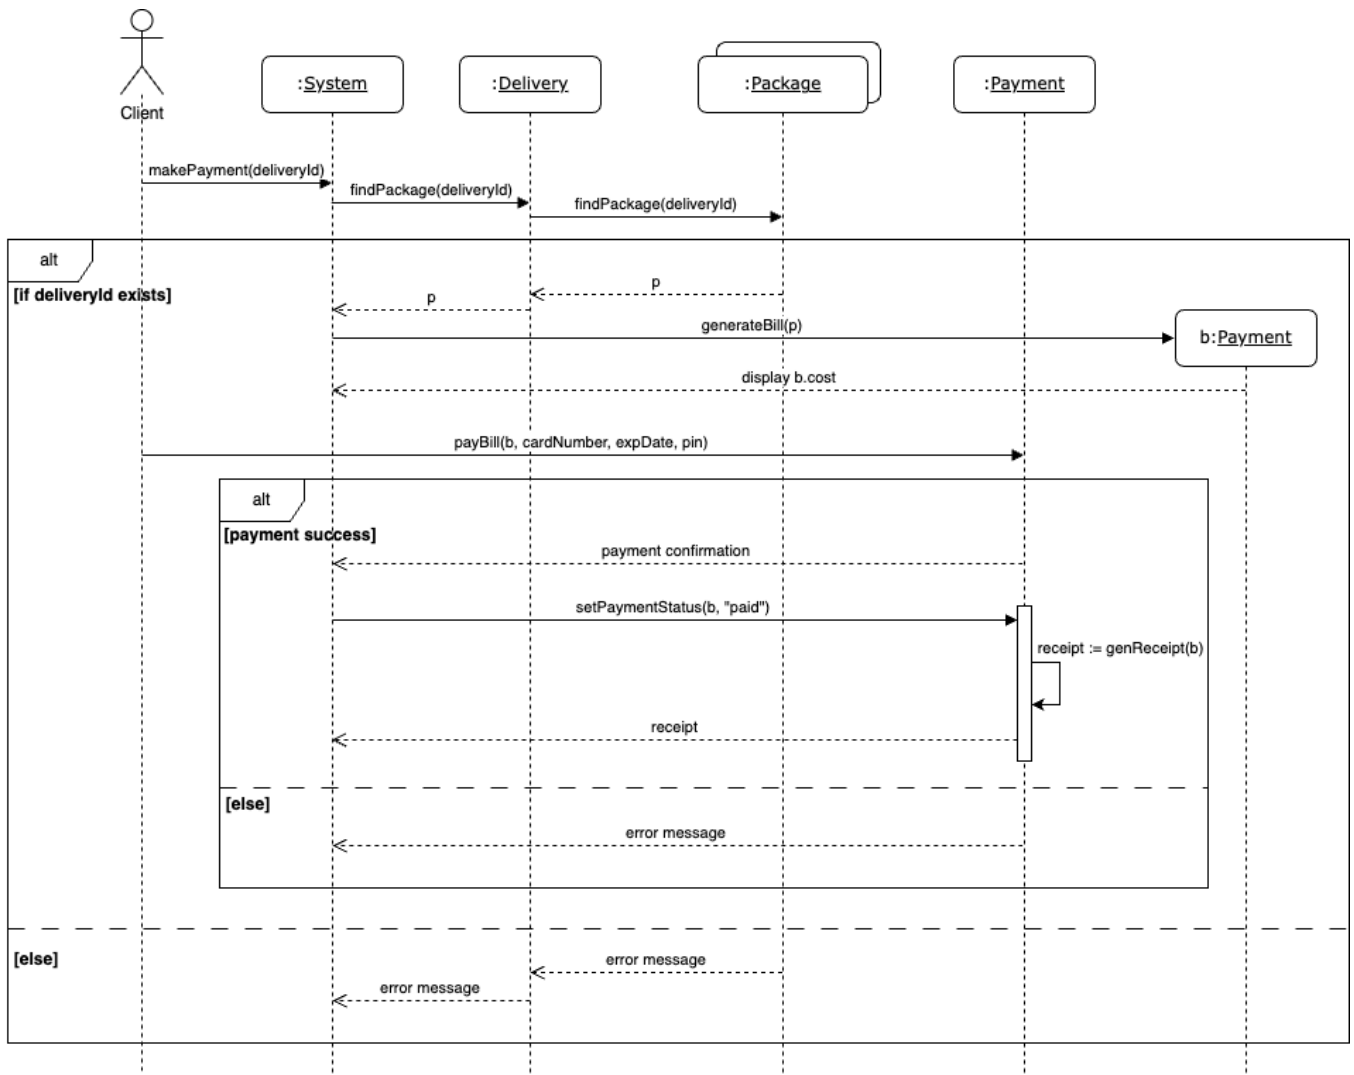 Client
:System
:Delivery
:Package
:Payment
makePayment(deliveryId)
findPackage(deliveryId)
findPackage(deliveryId)
alt
[if deliveryId exists]
p
p
generateBill(p)
b:Payment
display b.cost
payBill(b, cardNumber, expDate, pin)
alt
[payment success]
payment confirmation
setPaymentStatus(b, "paid")
receipt := genReceipt(b)
receipt
[else]
error message
[else]
error message
error message